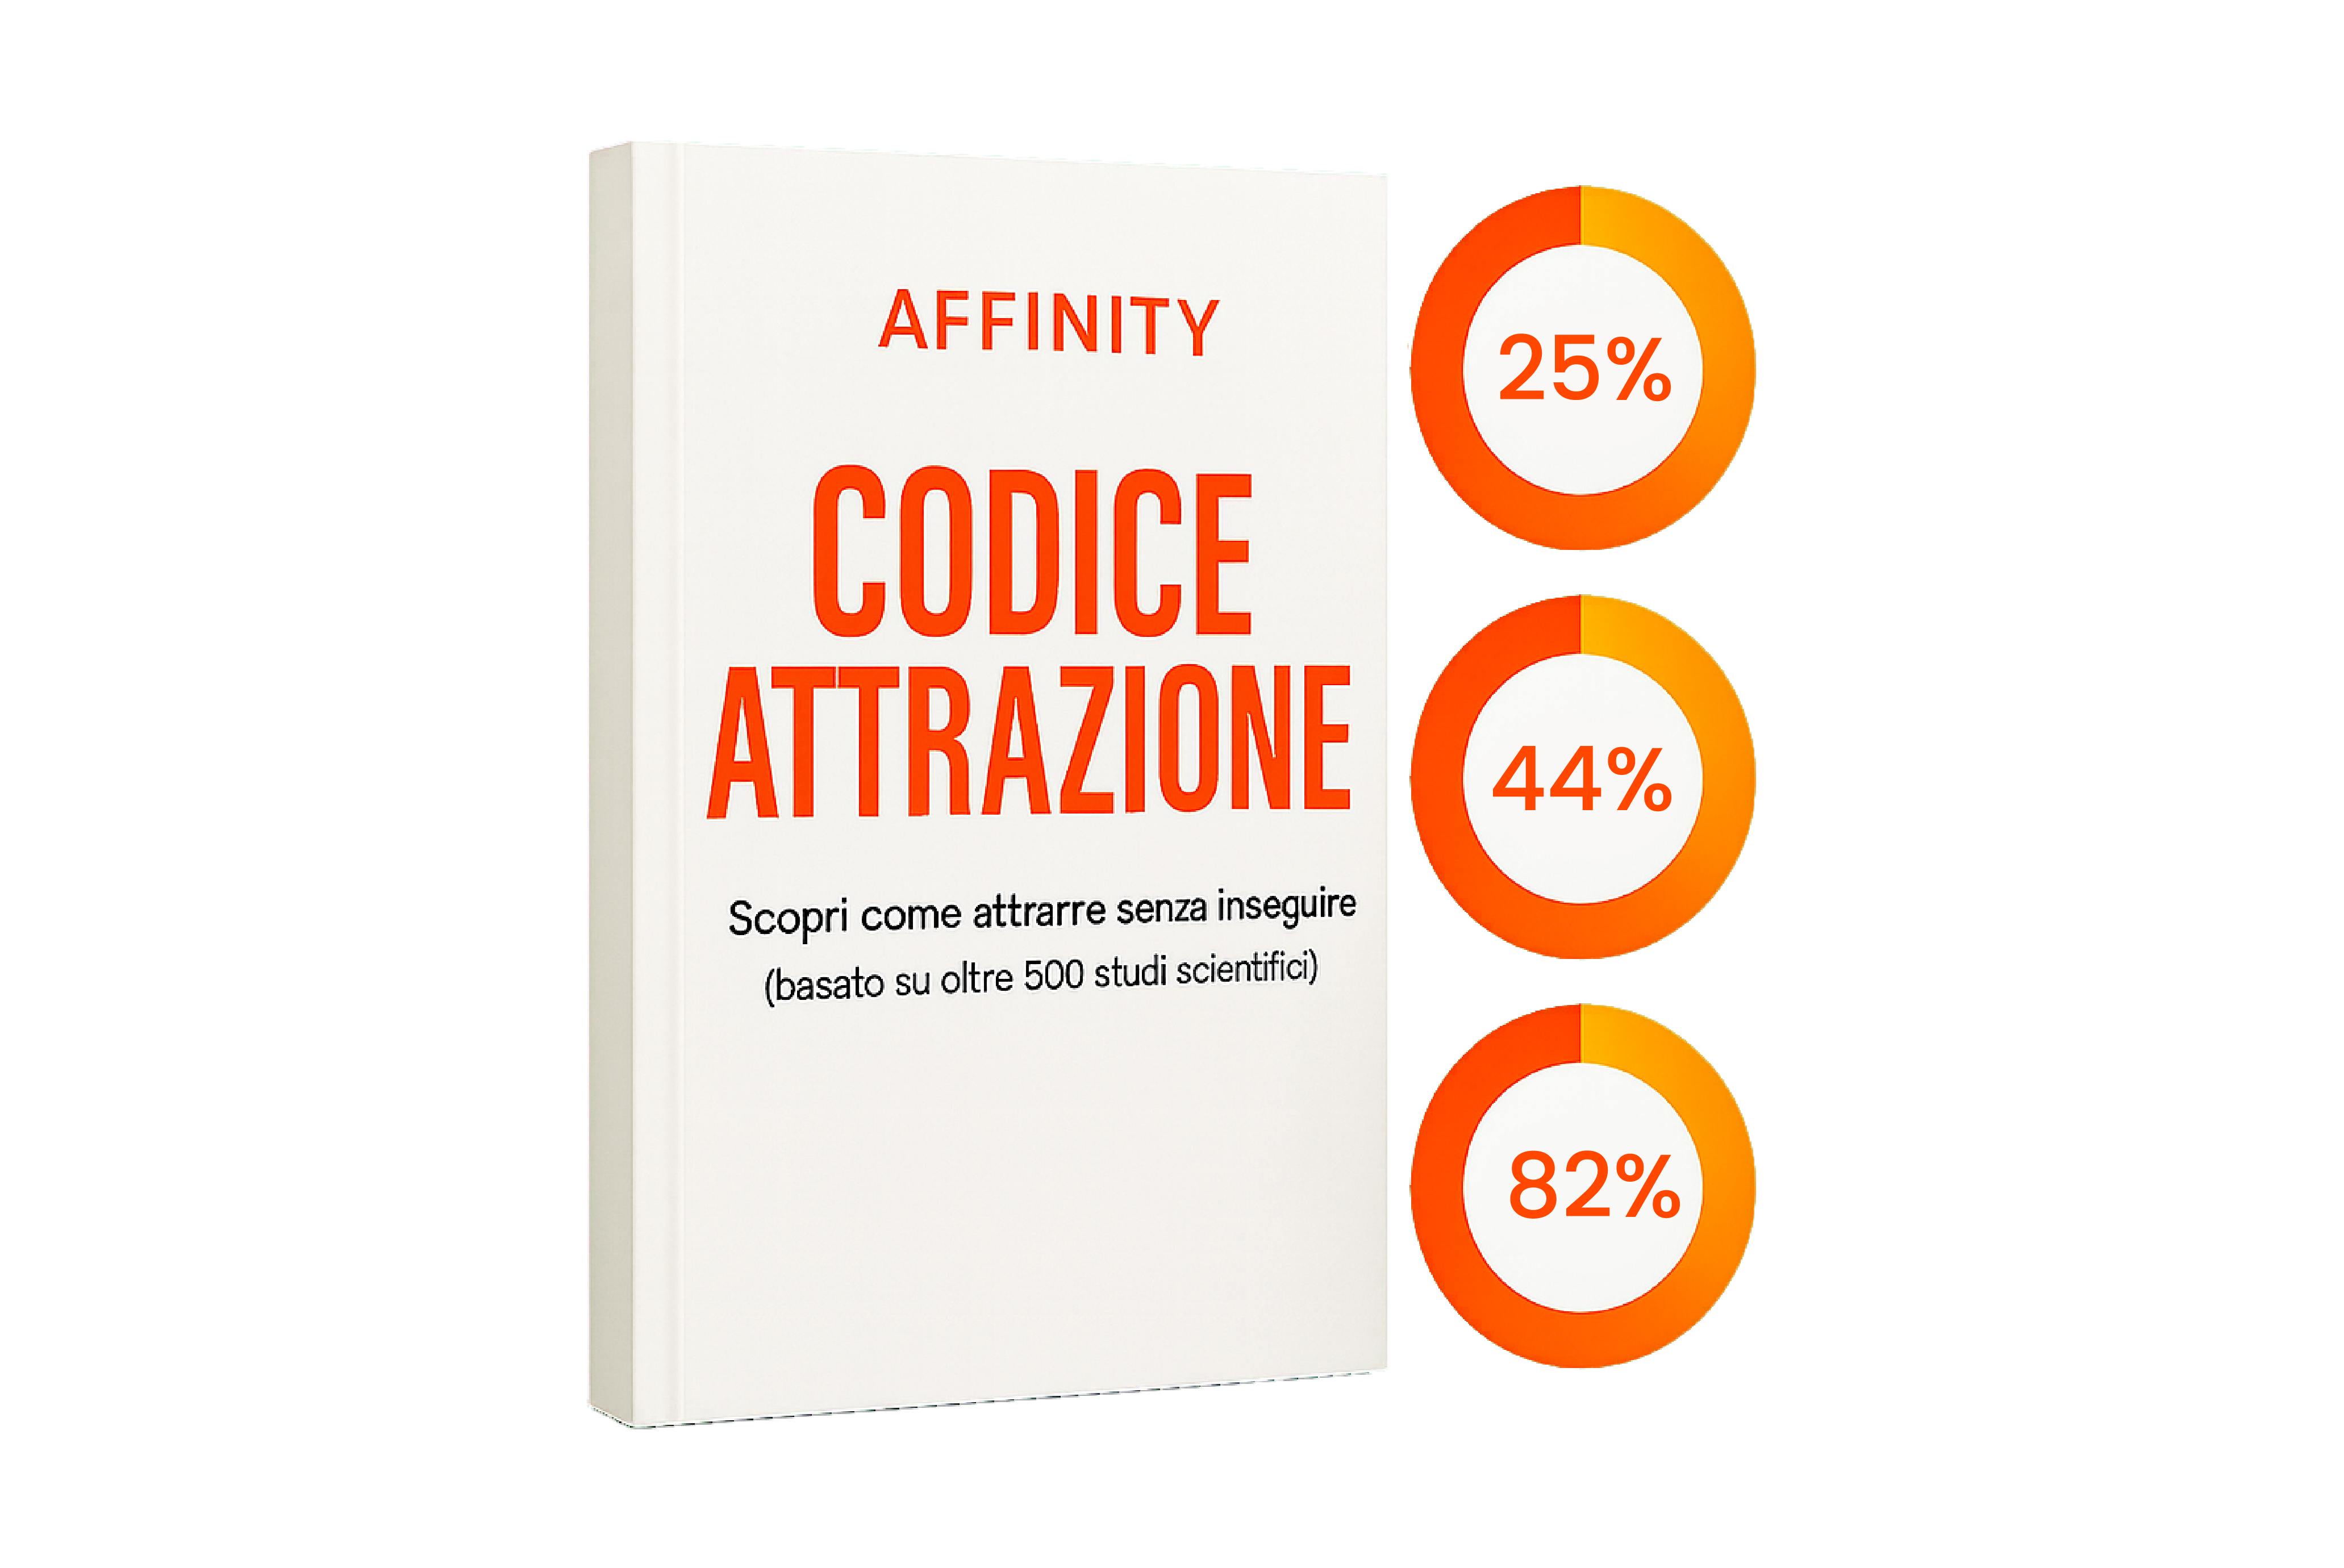 AFFINITY
CODICE
ATTRAZIONE
Scopri come attrarre senza inseguire
(basato su oltre 500 studi scientifici)
25%
44%
82%